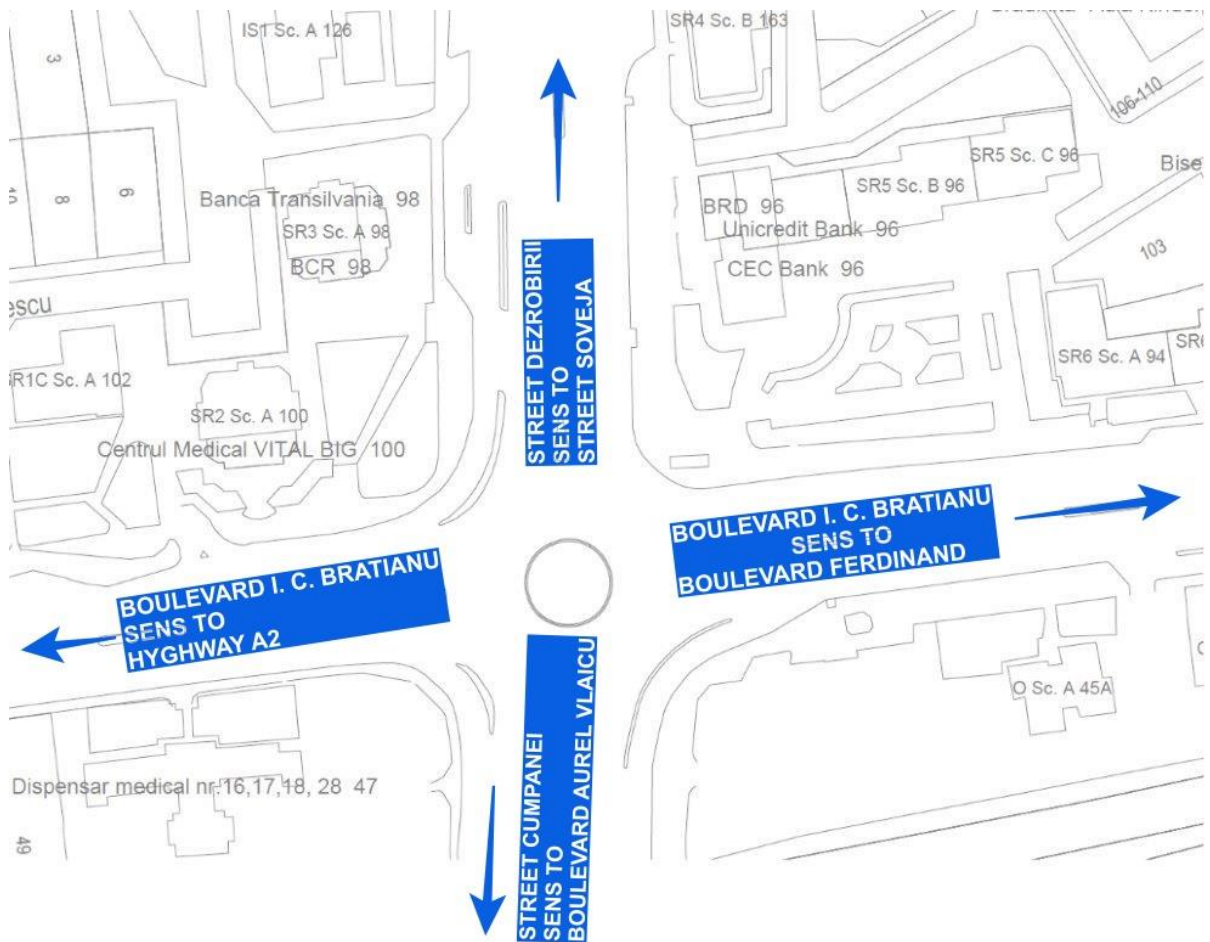 IS1 Sc. A 126
SR4 Sc. B 163
3
106-110
SR5 Sc. C 96
Bise
SR5 Sc. B 96
8
6
Banca Transilvania 98
BRD 96
Unicredit Bank 96
SR3 Sc. A 98
BCR 98
CEC Bank 96
103
escu
STREET DEZROBIRII
SENS TO
STREET SOVEJA
SR6 Sc. A 94
SR6
R1C Sc. A 102
SR2 Sc. A 100
Centrul Medical VITAL BIG 100
BOULEVARD I. C. BRATIANU
SENS TO
BOULEVARD FERDINAND
BOULEVARD I. C. BRATIANU
SENS TO
HYGHWAY A2
STREET CUMPANEI
SENS TO
BOULEVARD AUREL VLAICU
O Sc. A 45A
Dispensar medical nr.16,17,18, 28 47
49